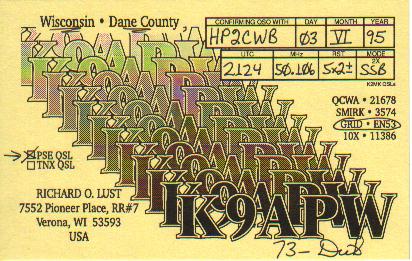 Wisconsin • Dane County
CONFIRMING QSO WITH DAY MONTH YEAR
HP2CWB 03 VI 95
UTC MHz RST MODE
2X
2124 50.106 5x2± SSB
K2MK QSLs
QCWA • 21678
SMIRK • 3574
GRID • EN53
10X • 11386
PSE QSL
TNX QSL
RICHARD O. LUST
7552 Pioneer Place, RR#7
Verona, WI 53593
USA
K9APW
73 - Dick